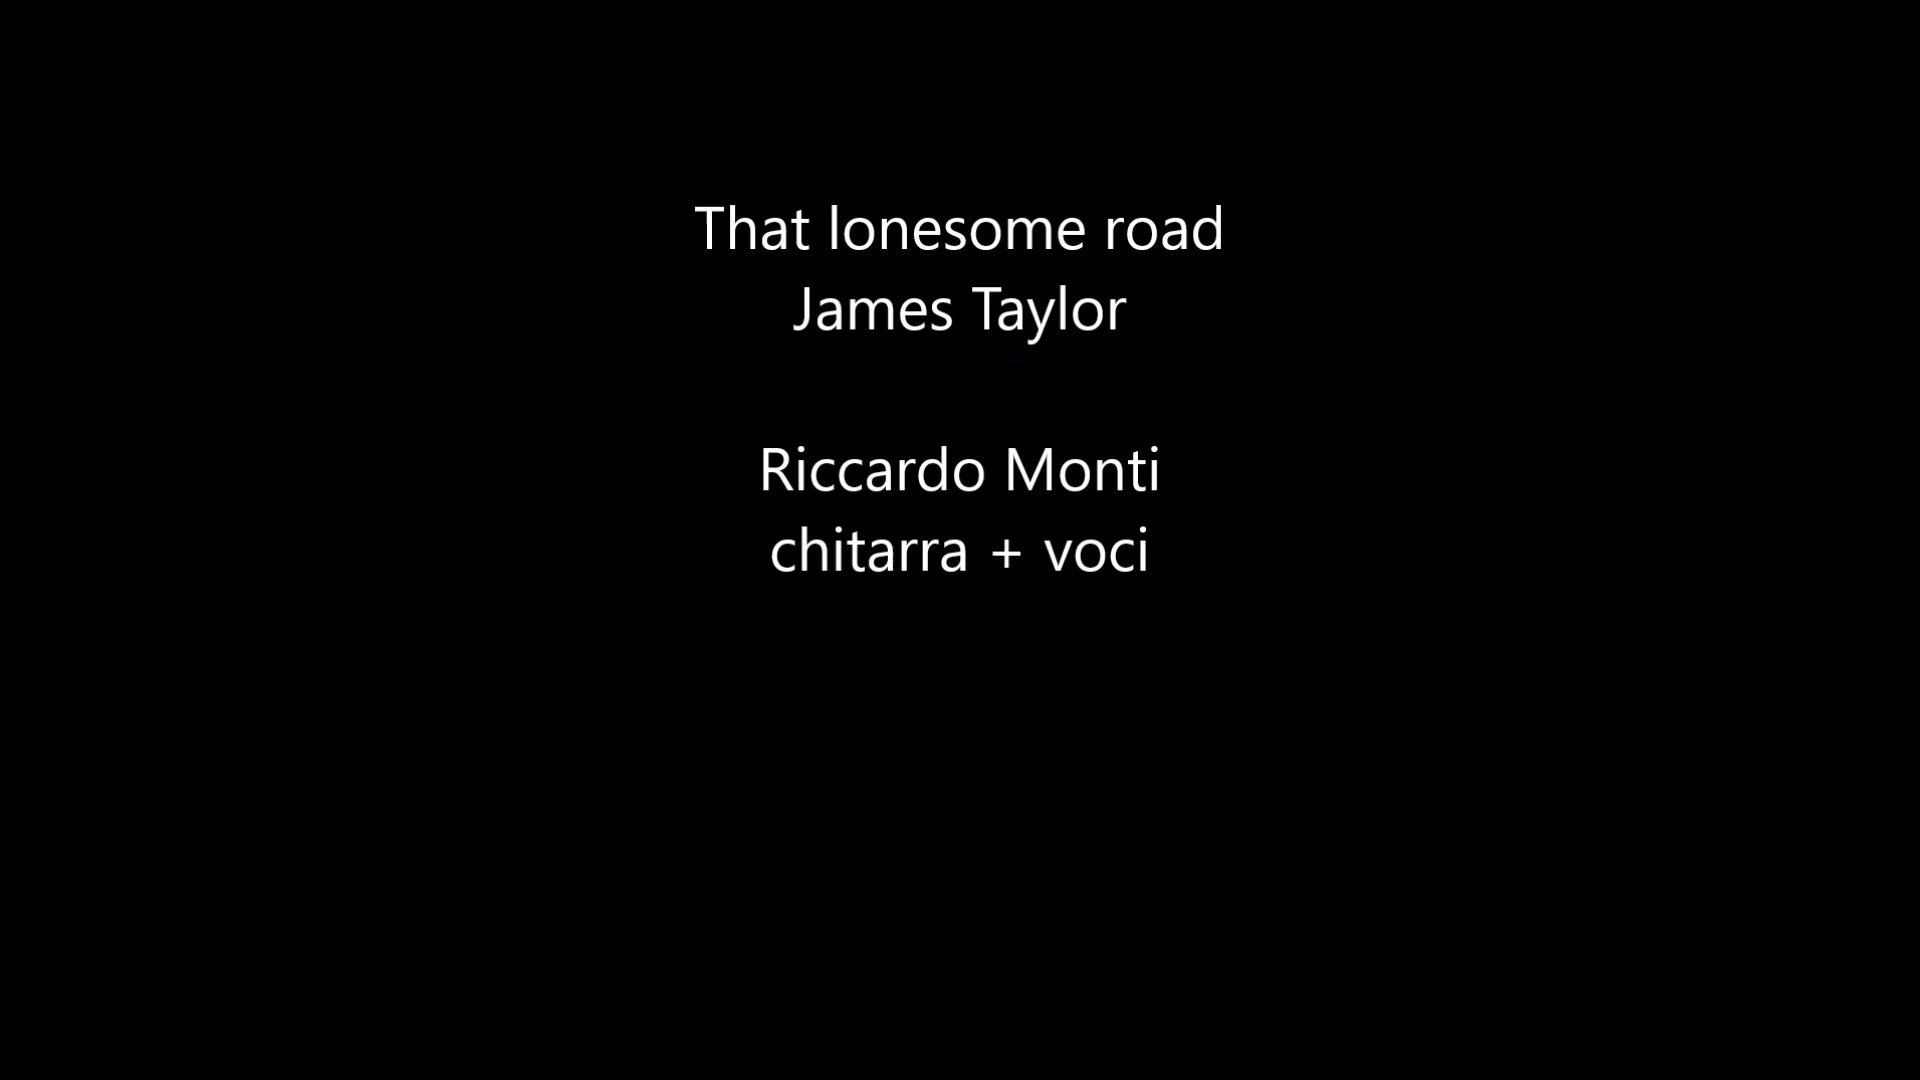 That lonesome road
James Taylor
Riccardo Monti
chitarra + voci